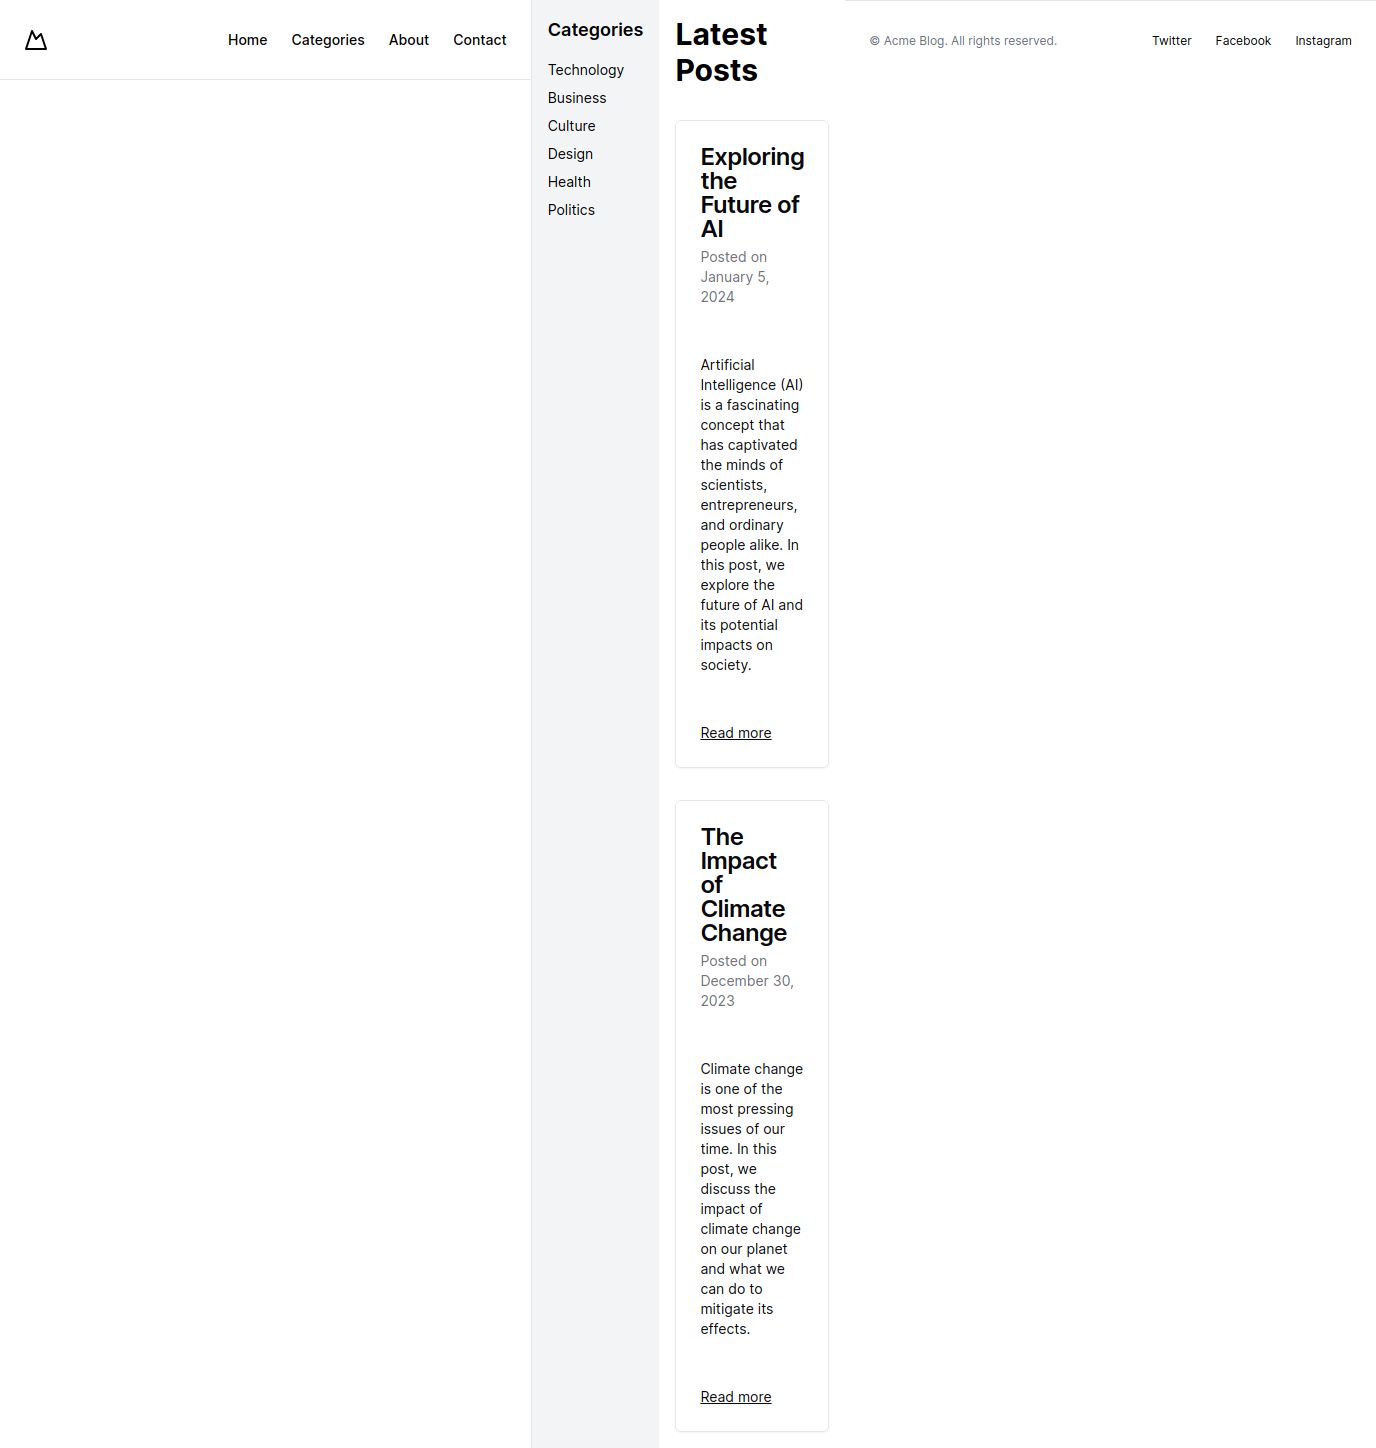 Home Categories About Contact
Categories
Technology
Business
Culture
Design
Health
Politics
Latest
Posts
Exploring
the
Future of
AI
Posted on
January 5,
2024
Artificial
Intelligence (AI)
is a fascinating
concept that
has captivated
the minds of
scientists,
entrepreneurs,
and ordinary
people alike. In
this post, we
explore the
future of AI and
its potential
impacts on
society.
Read more
The
Impact
of
Climate
Change
Posted on
December 30,
2023
Climate change
is one of the
most pressing
issues of our
time. In this
post, we
discuss the
impact of
climate change
on our planet
and what we
can do to
mitigate its
effects.
Read more
© Acme Blog. All rights reserved.
Twitter Facebook Instagram